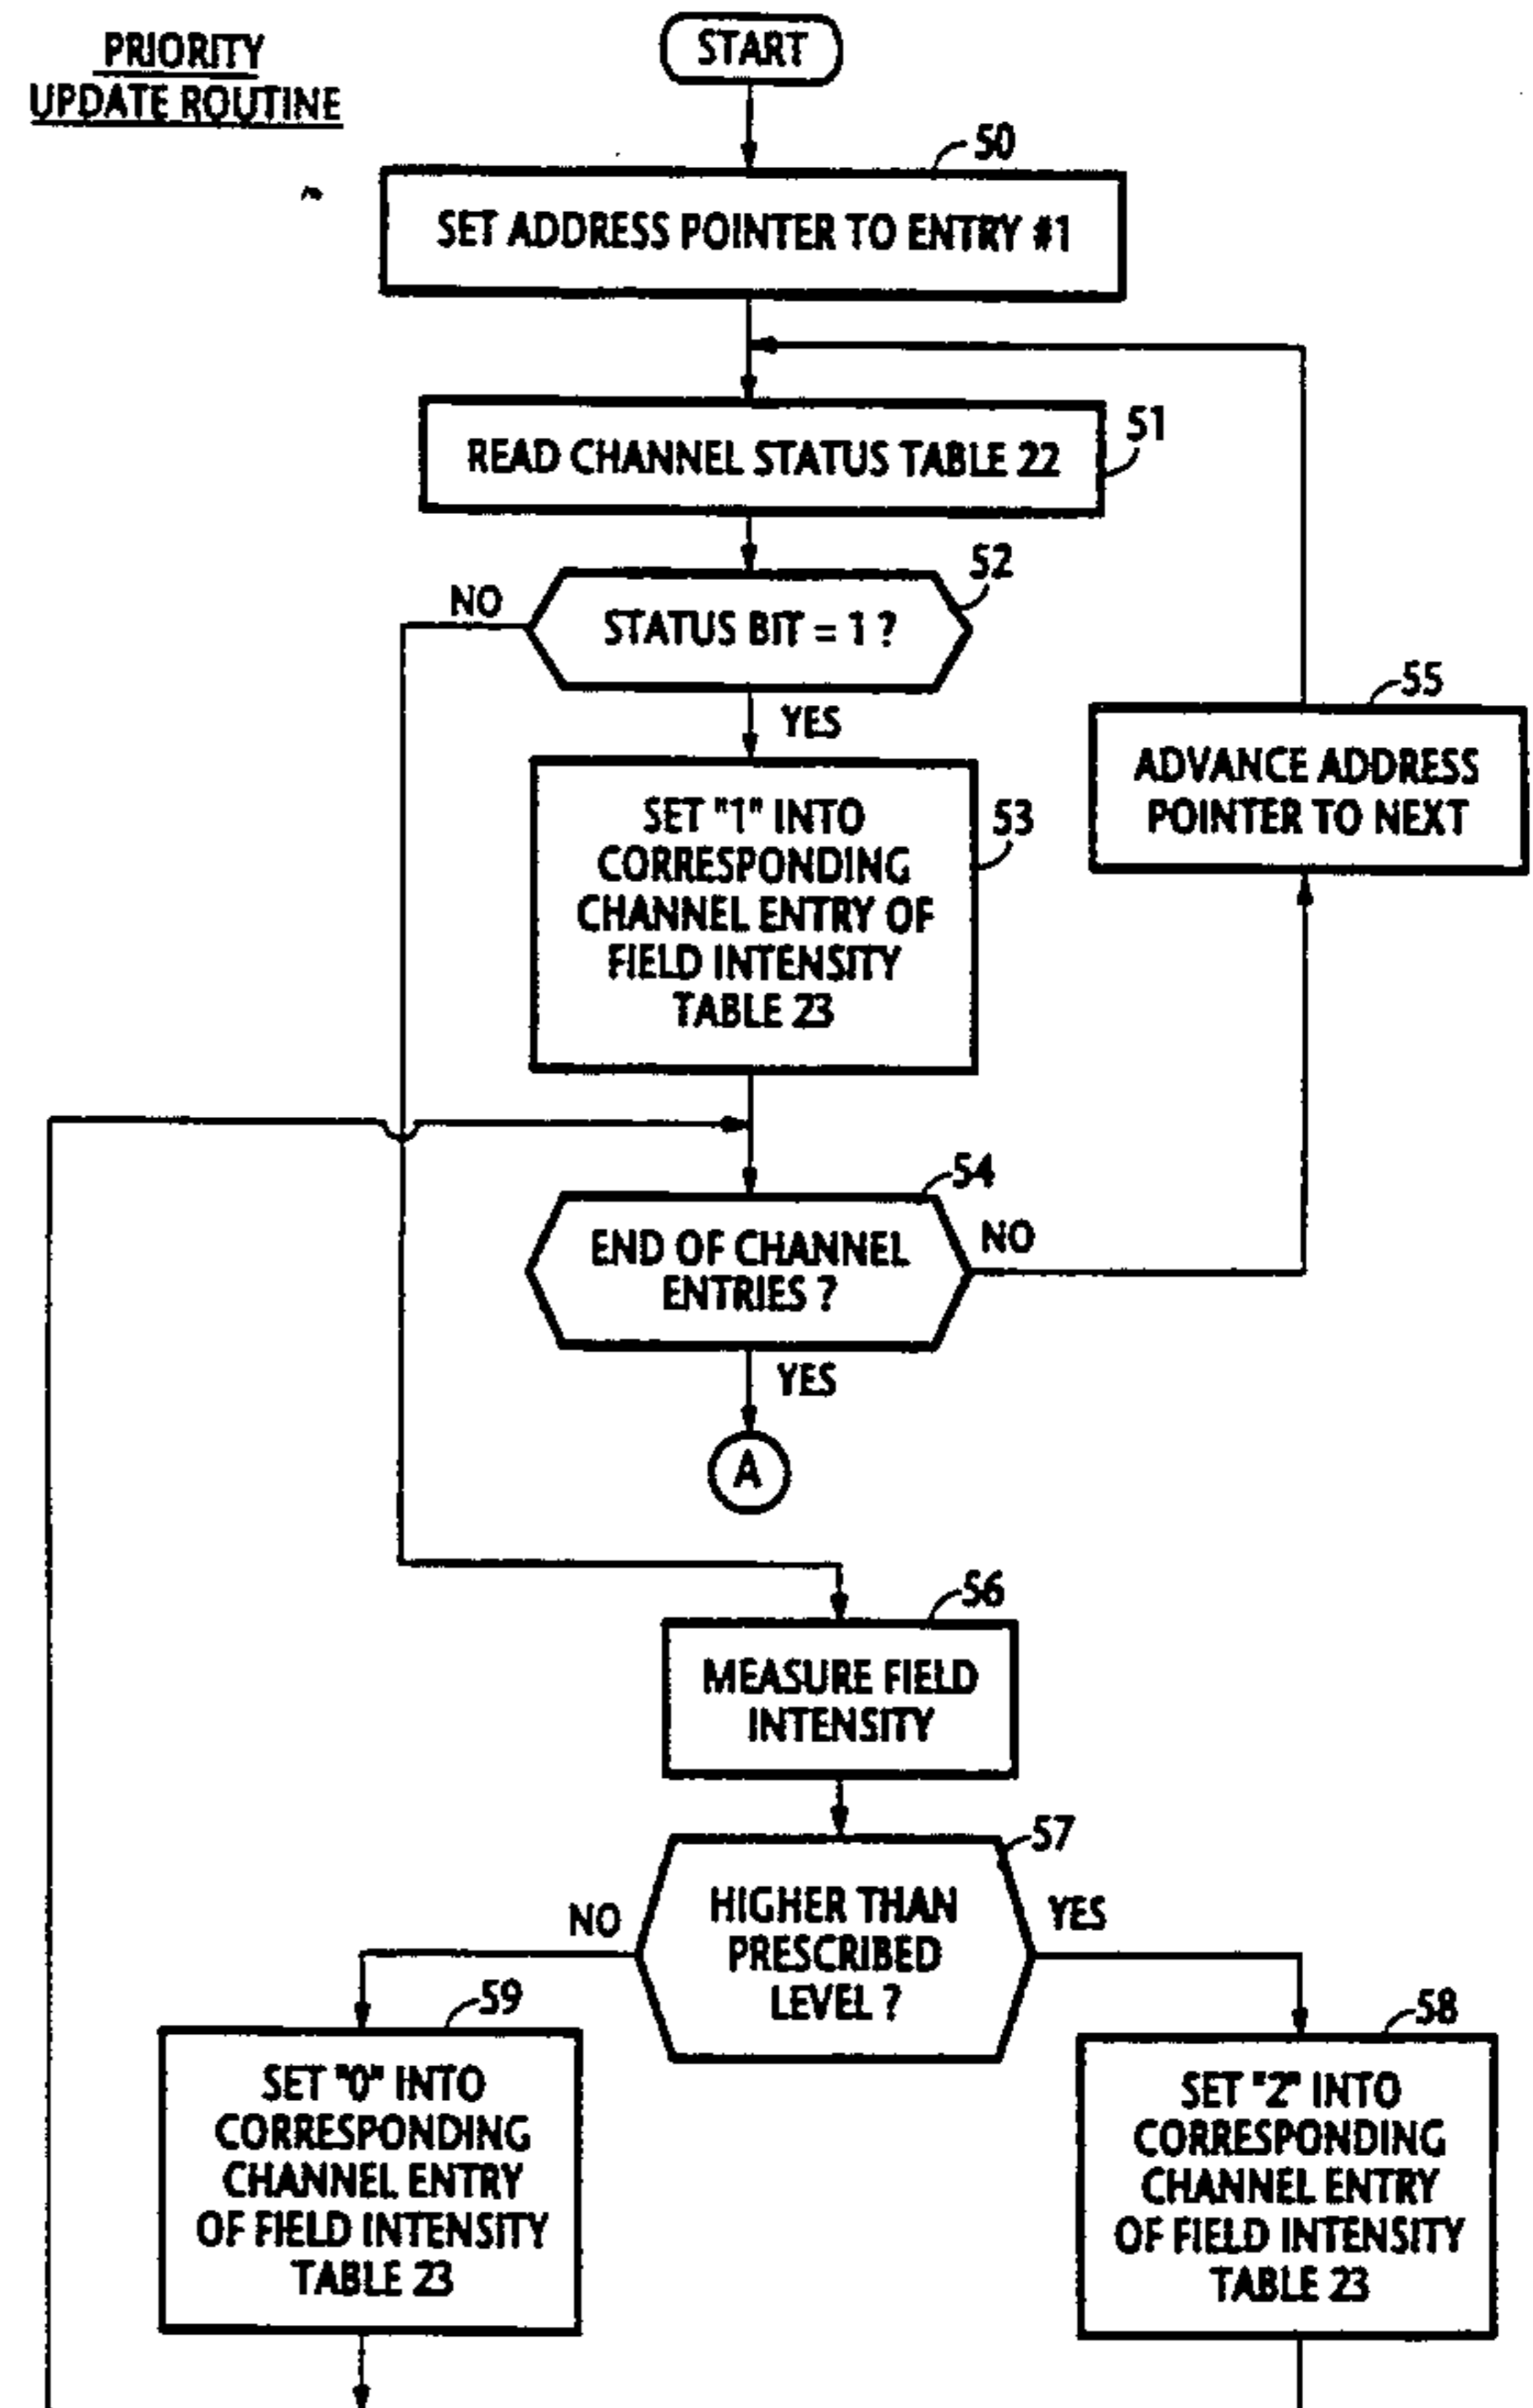 PRIORITY
UPDATE ROUTINE
START
50
SET ADDRESS POINTER TO ENTRY #1
51
READ CHANNEL STATUS TABLE 22
52
NO
STATUS BIT = 1 ?
YES
55
ADVANCE ADDRESS
POINTER TO NEXT
53
SET "1" INTO
CORRESPONDING
CHANNEL ENTRY OF
FIELD INTENSITY
TABLE 23
54
END OF CHANNEL
ENTRIES ?
NO
YES
A
56
MEASURE FIELD
INTENSITY
57
HIGHER THAN
PRESCRIBED
LEVEL ?
NO
YES
59
SET "0" INTO
CORRESPONDING
CHANNEL ENTRY
OF FIELD INTENSITY
TABLE 23
58
SET "2" INTO
CORRESPONDING
CHANNEL ENTRY
OF FIELD INTENSITY
TABLE 23